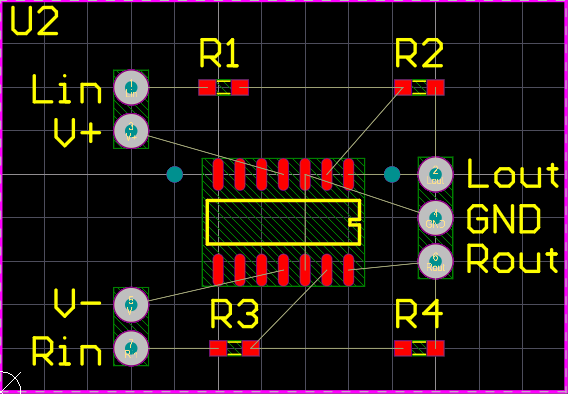 U2
R1 R2
Lin
V+
Lout
GND
Rout
V-
R3 R4
Rin